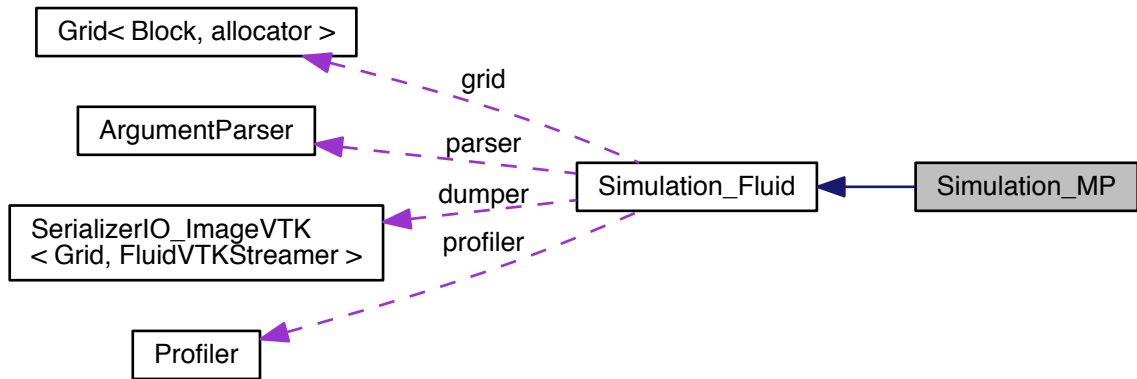 Grid< Block, allocator >
grid
ArgumentParser
parser
Simulation_Fluid
Simulation_MP
dumper
SerializerIO_ImageVTK
< Grid, FluidVTKStreamer >
profiler
Profiler